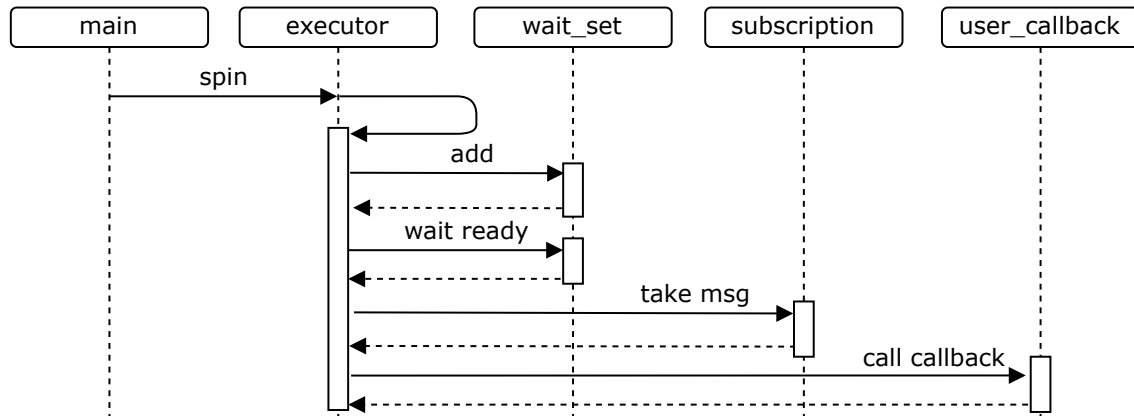 main
executor
wait_set
subscription
user_callback
spin
add
wait ready
take msg
call callback